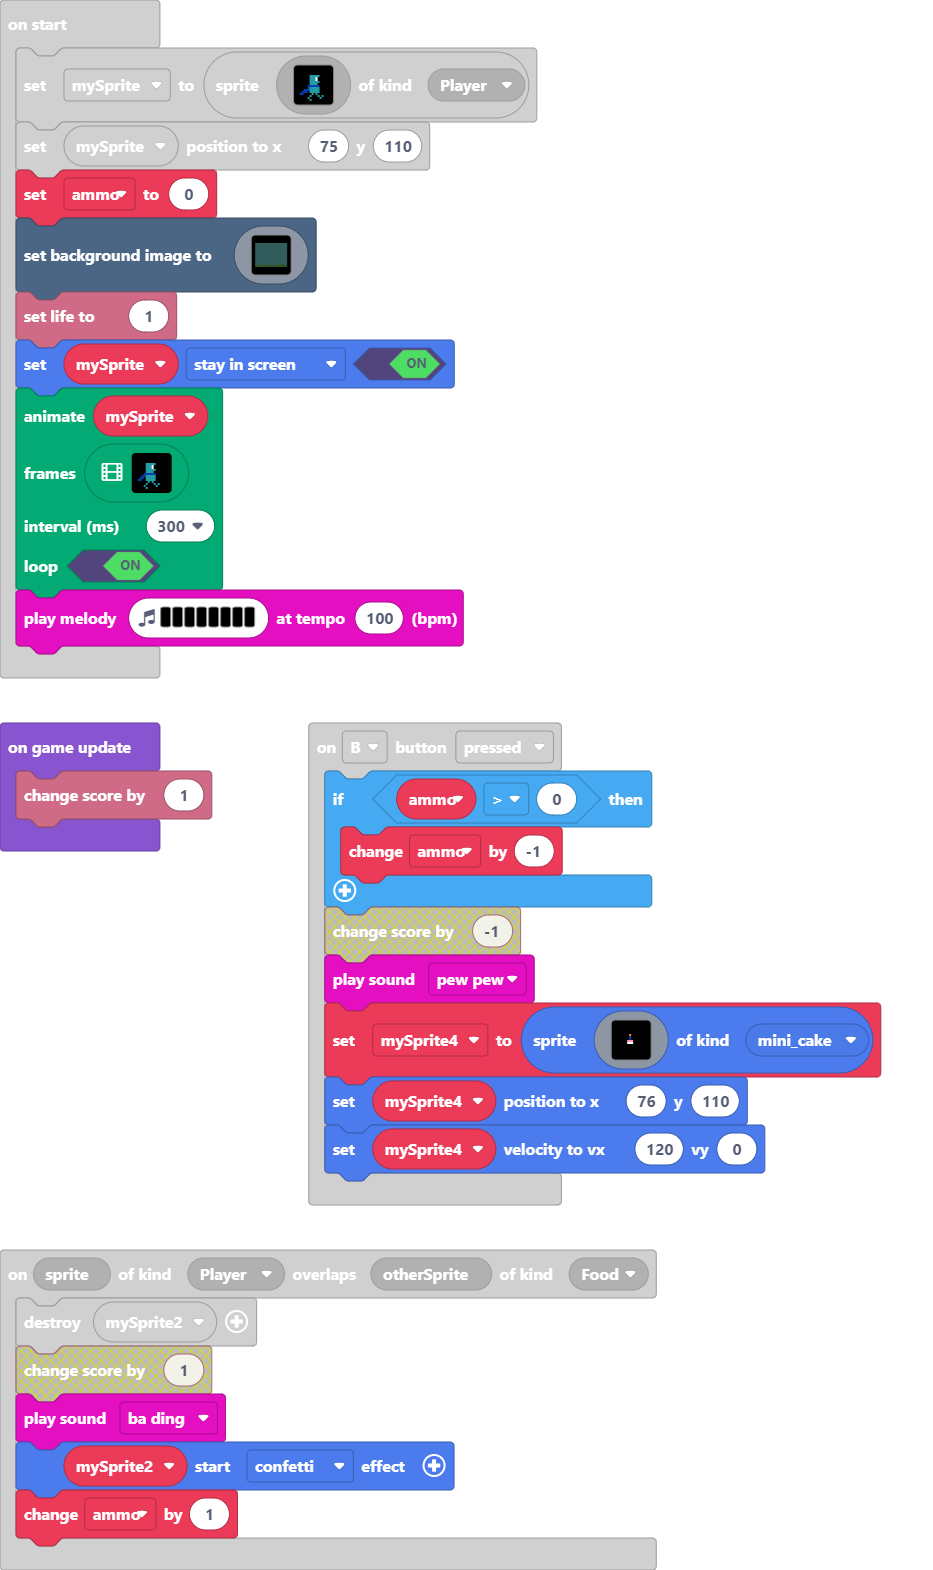 on start
set mySprite to sprite of kind Player
set mySprite position to x 75 y 110
set ammo to 0
set background image to
set life to 1
set mySprite stay in screen ON
animate mySprite
frames
interval (ms) 300
loop ON
play melody at tempo 100 (bpm)
on game update
change score by 1
on B button pressed
if ammo > 0 then
change ammo by -1
change score by -1
play sound pew pew
set mySprite4 to sprite of kind mini_cake
set mySprite4 position to x 76 y 110
set mySprite4 velocity to vx 120 vy 0
on sprite of kind Player overlaps otherSprite of kind Food
destroy mySprite2
change score by 1
play sound ba ding
mySprite2 start confetti effect
change ammo by 1